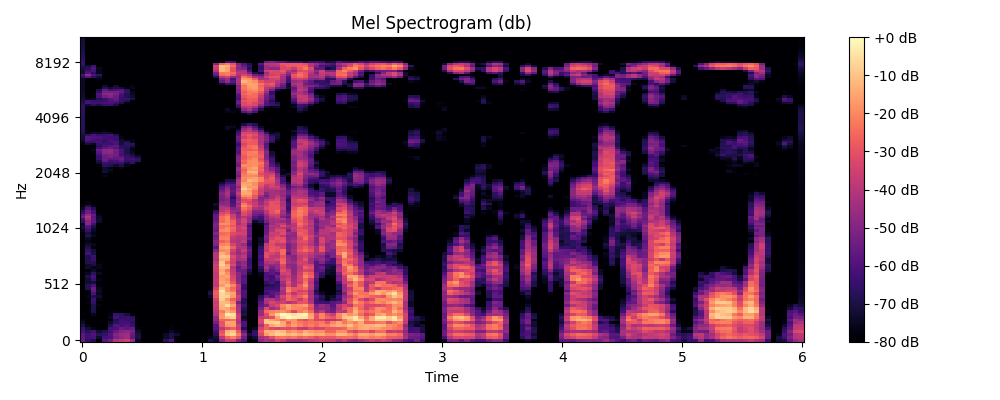 Mel Spectrogram (db)
8192
4096
2048
1024
512
0
Hz
0 1 2 3 4 5 6
Time
+0 dB
-10 dB
-20 dB
-30 dB
-40 dB
-50 dB
-60 dB
-70 dB
-80 dB